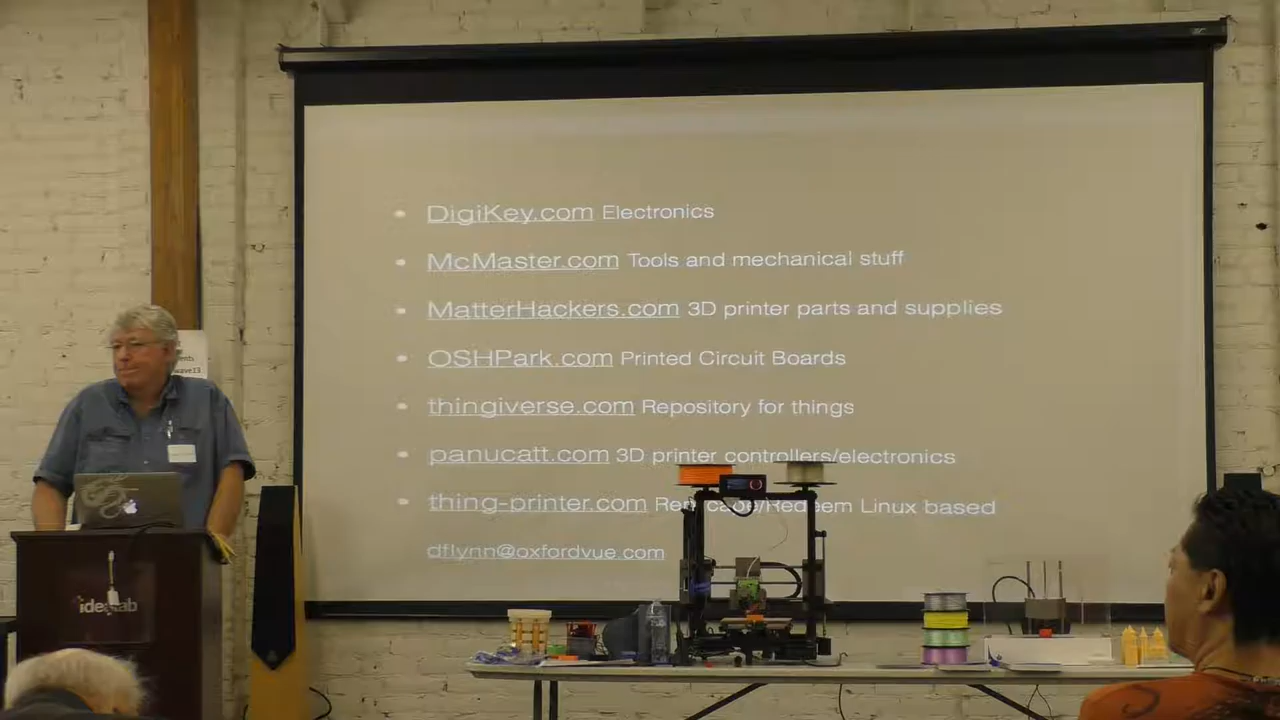 DigiKey.com Electronics
McMaster.com Tools and mechanical stuff
MatterHackers.com 3D printer parts and supplies
OSHPark.com Printed Circuit Boards
thingiverse.com Repository for things
panucatt.com 3D printer controllers/electronics
thing-printer.com Linux based
dflynn@oxfordvue.com